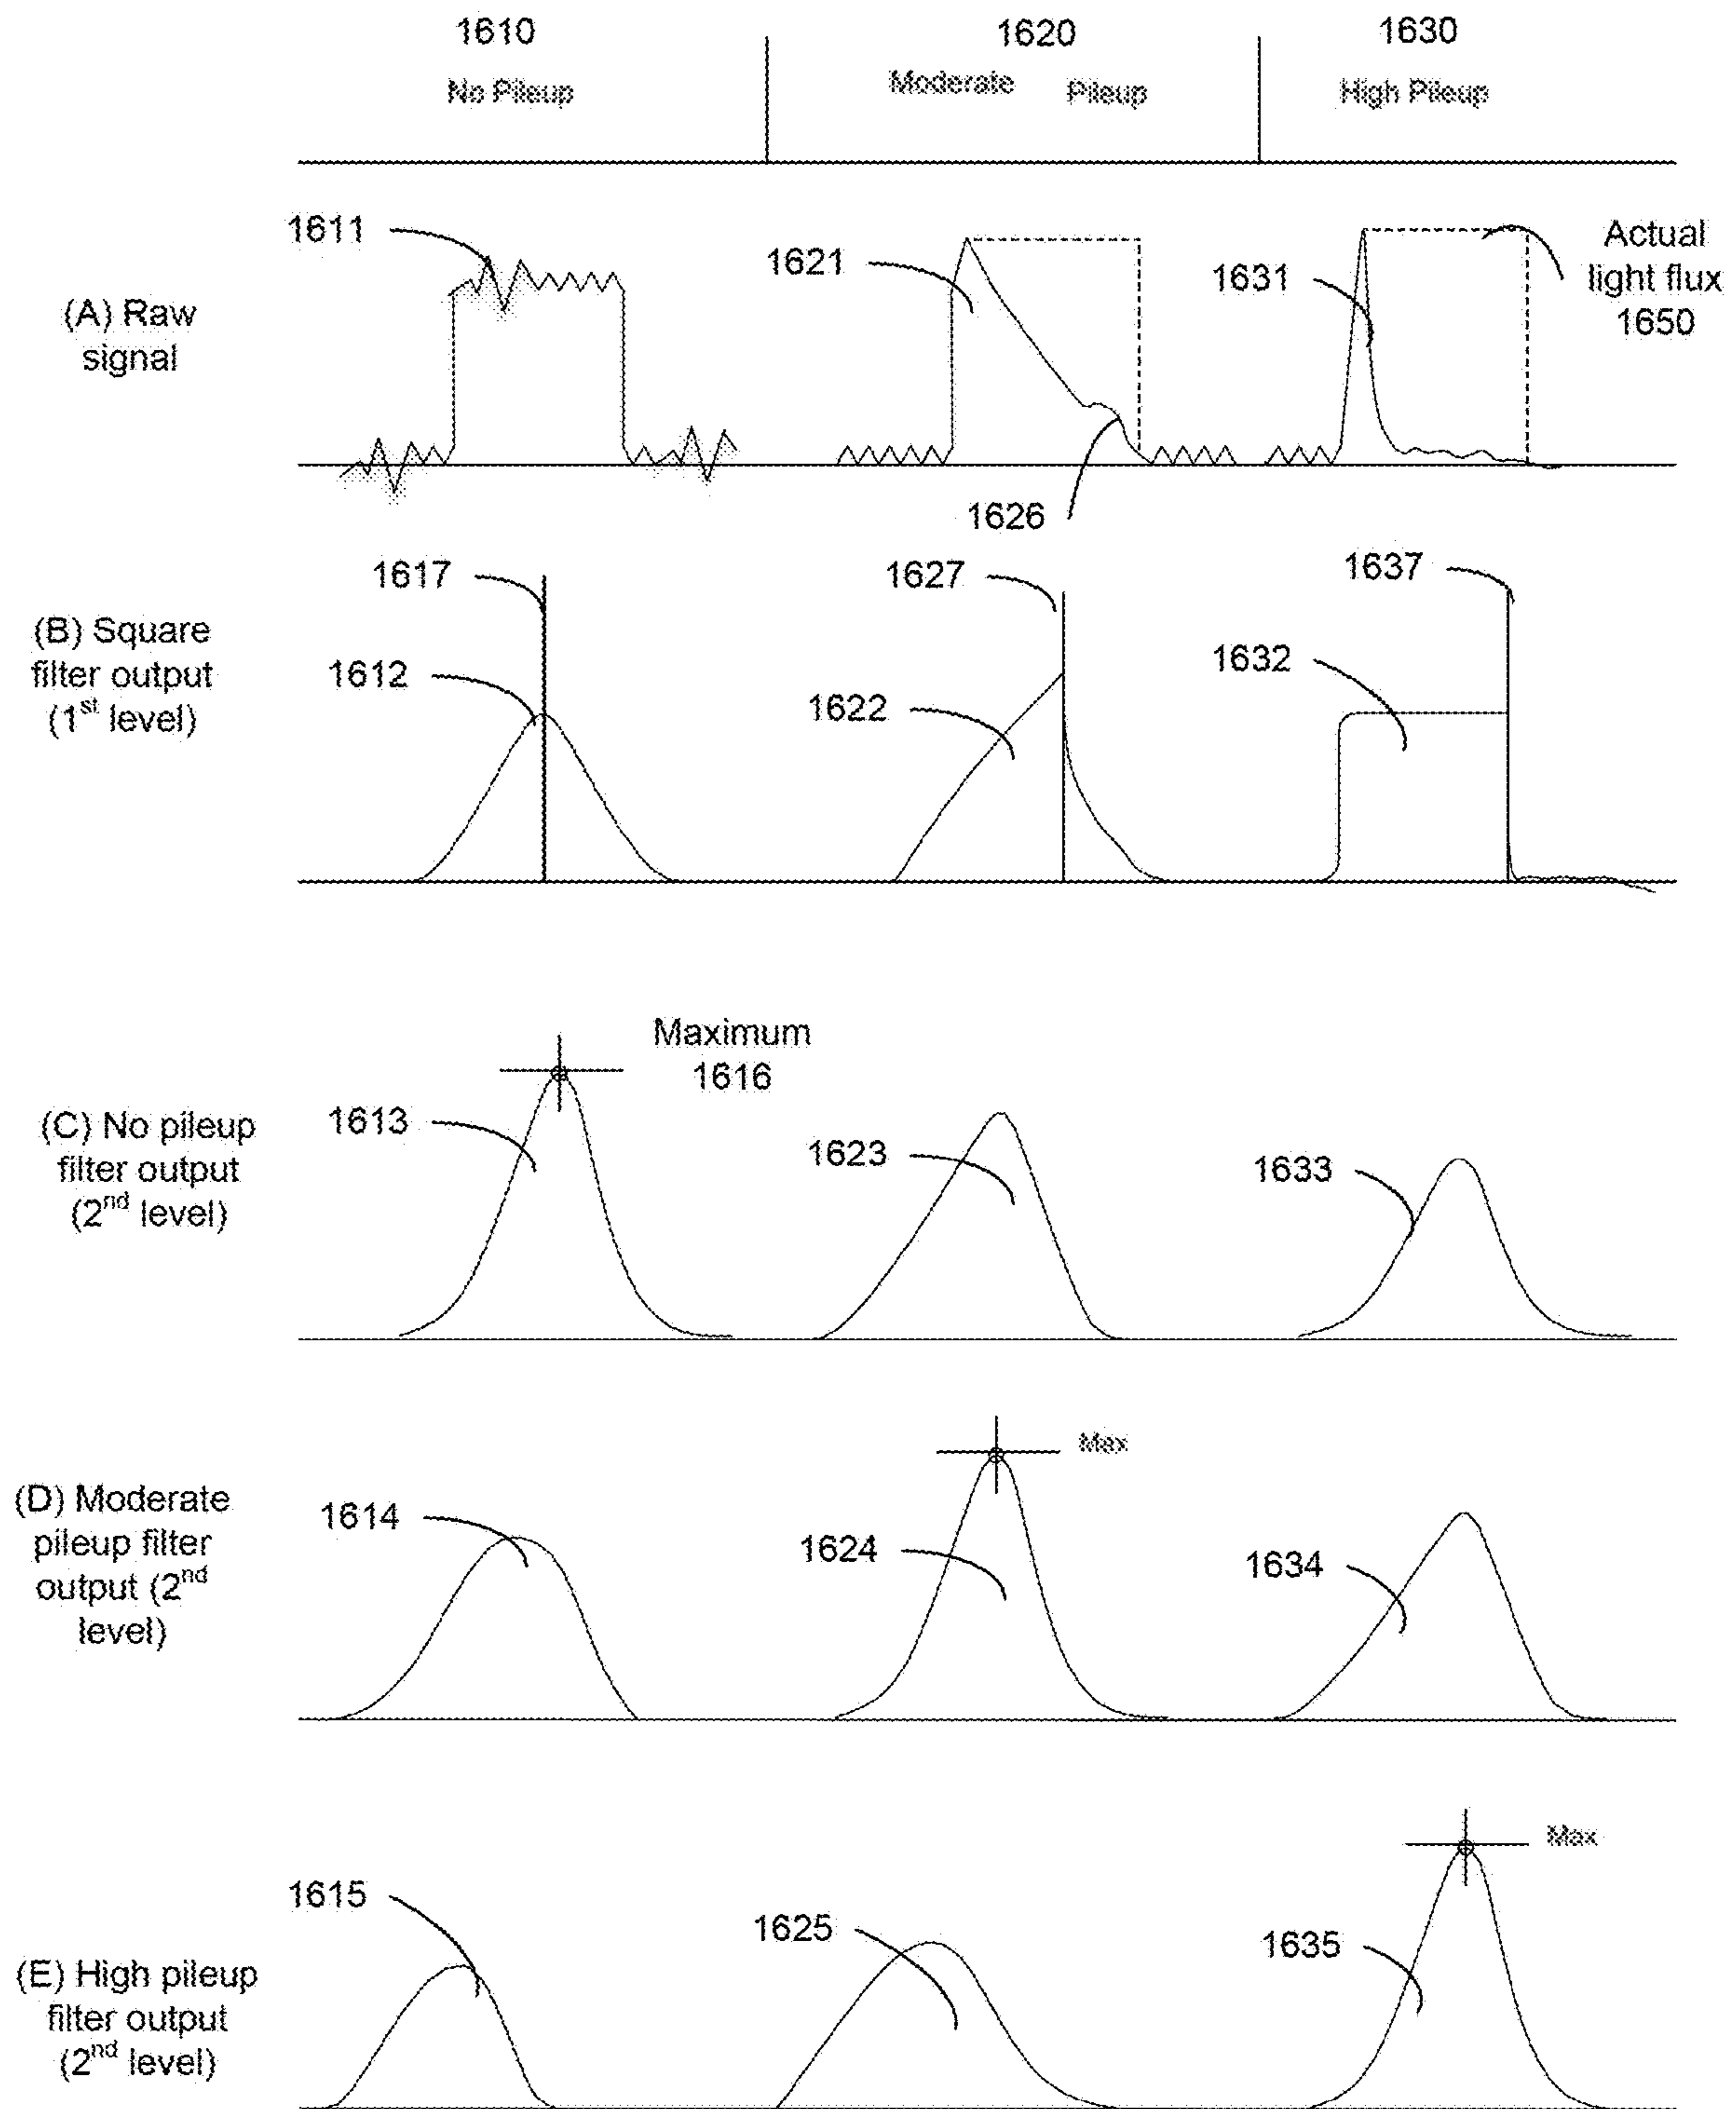 1610
1620
1630
No Pileup
Moderate Pileup
High Pileup
1611
1621
1631
Actual
light flux
1650
(A) Raw
signal
1626
1617
1627
1637
(B) Square
filter output
(1st level)
1612
1622
1632
Maximum
1616
(C) No pileup
filter output
(2nd level)
1613
1623
1633
Max
(D) Moderate
pileup filter
output (2nd
level)
1614
1624
1634
Max
1615
1625
1635
(E) High pileup
filter output
(2nd level)